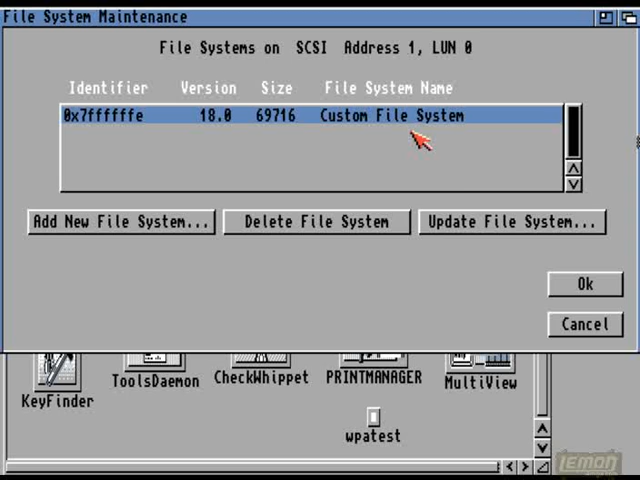 File System Maintenance
File Systems on SCSI Address 1, LUN 0
Identifier Version Size File System Name
0x7ffffffe 18.0 69716 Custom File System
Add New File System... Delete File System Update File System...
Ok
Cancel
KeyFinder ToolsDaemon CheckWhippet PRINTMANAGER MultiView
wpatest
lemon